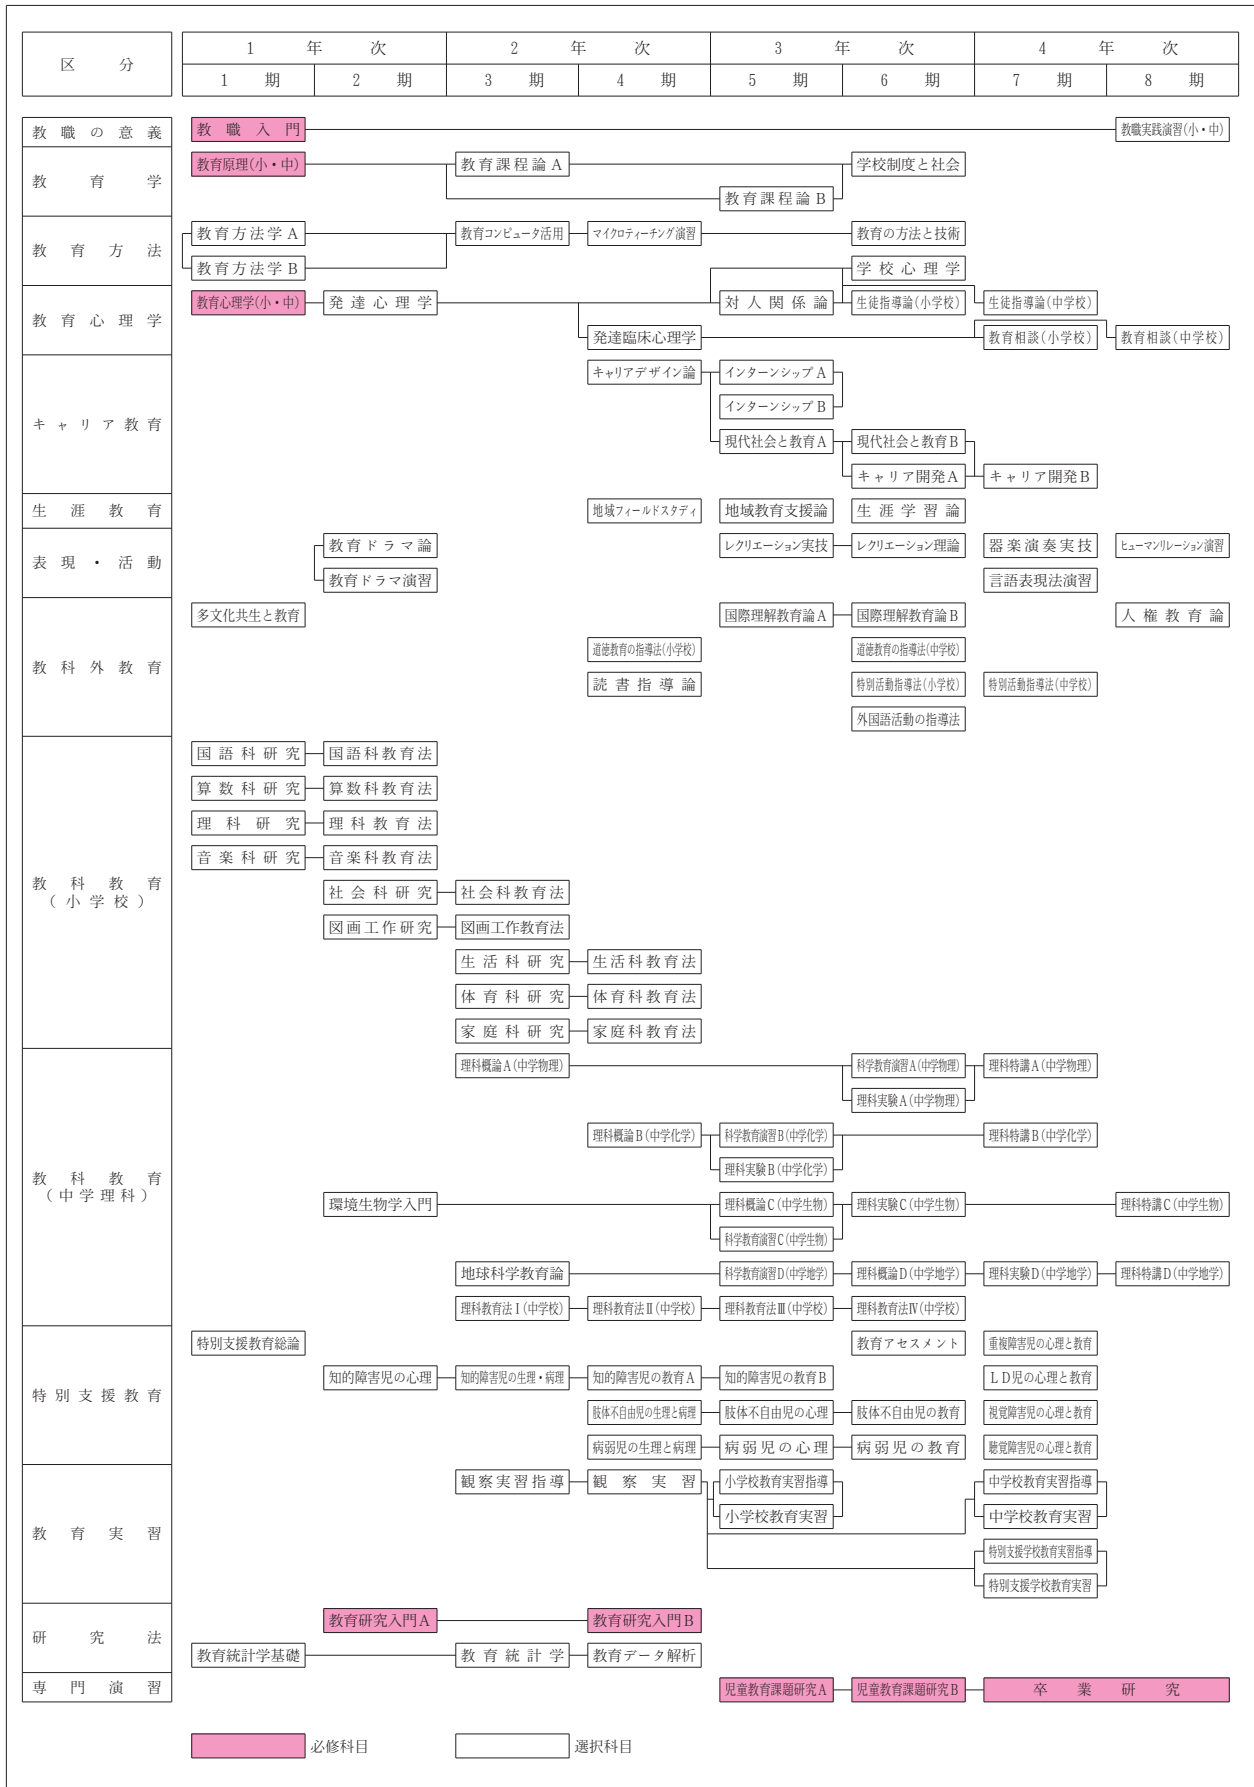 区分 1年次 2年次 3年次 4年次
1期 2期 3期 4期 5期 6期 7期 8期
教職の意義 教職入門 教職実践演習(小・中)
教育学 教育原理(小・中) 教育課程論A 学校制度と社会
教育課程論B
教育方法 教育方法学A 教育コンピュータ活用 マイクロティーチング演習 教育の方法と技術
教育方法学B
学校心理学
教育心理学 教育心理学(小・中) 発達心理学 対人関係論 生徒指導論(小学校) 生徒指導論(中学校)
発達臨床心理学 教育相談(小学校) 教育相談(中学校)
キャリア教育 キャリアデザイン論 インターンシップA
インターンシップB
現代社会と教育A 現代社会と教育B
キャリア開発A キャリア開発B
生涯教育 地域フィールドスタディ 地域教育支援論 生涯学習論
表現・活動 教育ドラマ論 レクリエーション実技 レクリエーション理論 器楽演奏実技 ヒューマンリレーション演習
教育ドラマ演習 言語表現法演習
教科外教育 多文化共生と教育 国際理解教育論A 国際理解教育論B 人権教育論
道徳教育の指導法(小学校) 道徳教育の指導法(中学校)
読書指導論 特別活動指導法(小学校) 特別活動指導法(中学校)
外国語活動の指導法
教科教育
(小学校)
国語科研究 国語科教育法
算数科研究 算数科教育法
理科研究 理科教育法
音楽科研究 音楽科教育法
社会科研究 社会科教育法
図画工作研究 図画工作教育法
生活科研究 生活科教育法
体育科研究 体育科教育法
家庭科研究 家庭科教育法
教科教育
(中学理科)
理科概論A(中学物理) 科学教育演習A(中学物理) 理科特講A(中学物理)
理科実験A(中学物理)
理科概論B(中学化学) 科学教育演習B(中学化学) 理科特講B(中学化学)
理科実験B(中学化学)
環境生物学入門 理科概論C(中学生物) 理科実験C(中学生物) 理科特講C(中学生物)
科学教育演習C(中学生物)
地球科学教育論 科学教育演習D(中学地学) 理科概論D(中学地学) 理科実験D(中学地学) 理科特講D(中学地学)
理科教育法Ⅰ(中学校) 理科教育法Ⅱ(中学校) 理科教育法Ⅲ(中学校) 理科教育法Ⅳ(中学校)
特別支援教育 特別支援教育総論 教育アセスメント 重複障害児の心理と教育
知的障害児の心理 知的障害児の生理・病理 知的障害児の教育A 知的障害児の教育B LD児の心理と教育
肢体不自由児の生理と病理 肢体不自由児の心理 肢体不自由児の教育 視覚障害児の心理と教育
病弱児の生理と病理 病弱児の心理 病弱児の教育 聴覚障害児の心理と教育
教育実習 観察実習指導 観察実習 小学校教育実習指導 中学校教育実習指導
小学校教育実習 中学校教育実習
特別支援学校教育実習指導
特別支援学校教育実習
研究法 教育研究入門A 教育研究入門B
教育統計学基礎 教育統計学 教育データ解析
専門演習 児童教育課題研究A 児童教育課題研究B 卒業研究
必修科目 選択科目